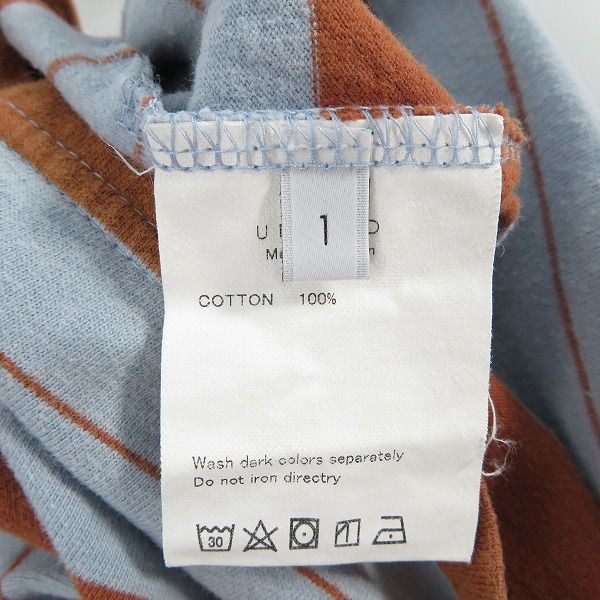 1
COTTON 100%
Wash dark colors separately
Do not iron directry
30